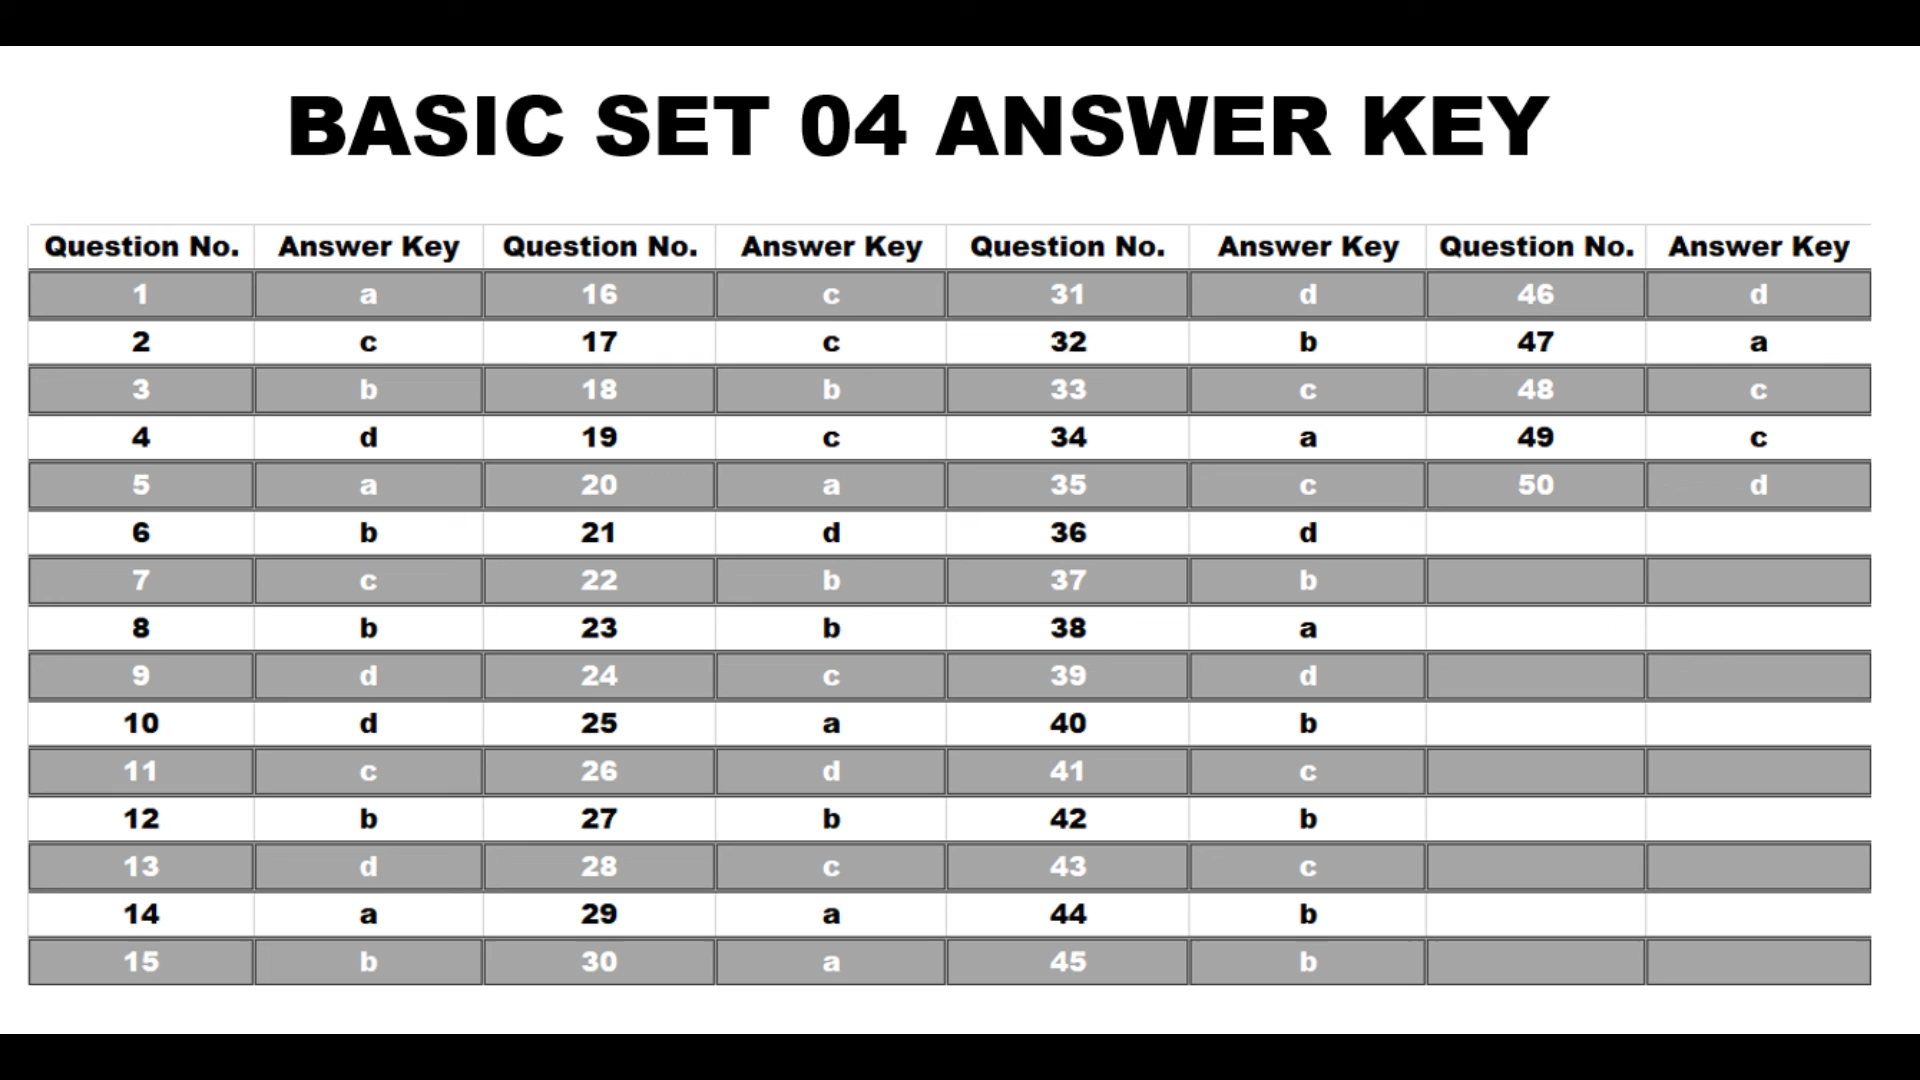 BASIC SET 04 ANSWER KEY
Question No. Answer Key Question No. Answer Key Question No. Answer Key Question No. Answer Key
1 a 16 c 31 d 46 d
2 c 17 c 32 b 47 a
3 b 18 b 33 c 48 c
4 d 19 c 34 a 49 c
5 a 20 a 35 c 50 d
6 b 21 d 36 d
7 c 22 b 37 b
8 b 23 b 38 a
9 d 24 c 39 d
10 d 25 a 40 b
11 c 26 d 41 c
12 b 27 b 42 b
13 d 28 c 43 c
14 a 29 a 44 b
15 b 30 a 45 b